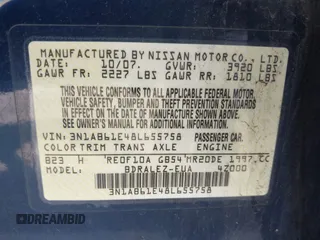 MANUFACTURED BY NISSAN MOTOR CO., LTD.
DATE: 10/07. GVWR: 3920 LBS
GAWR FR: 2227 LBS GAWR RR: 1810 LBS
THIS VEHICLE CONFORMS TO ALL APPLICABLE FEDERAL MOTOR
VEHICLE SAFETY, BUMPER, AND THEFT PREVENTION STANDARDS
IN EFFECT ON THE DATE OF MANUFACTURE SHOWN ABOVE.
SEE OWNER'S MANUAL FOR ADDITIONAL INFORMATION
VIN: 3N1AB61E48L655758 PASSENGER CAR.
COLOR TRIM TRANS AXLE ENGINE
B23 H RE0F10A GB54 MR20DE 1997 CC
MODEL: BDRALEZ-EUA 4Z000
3N1AB61E48L655758